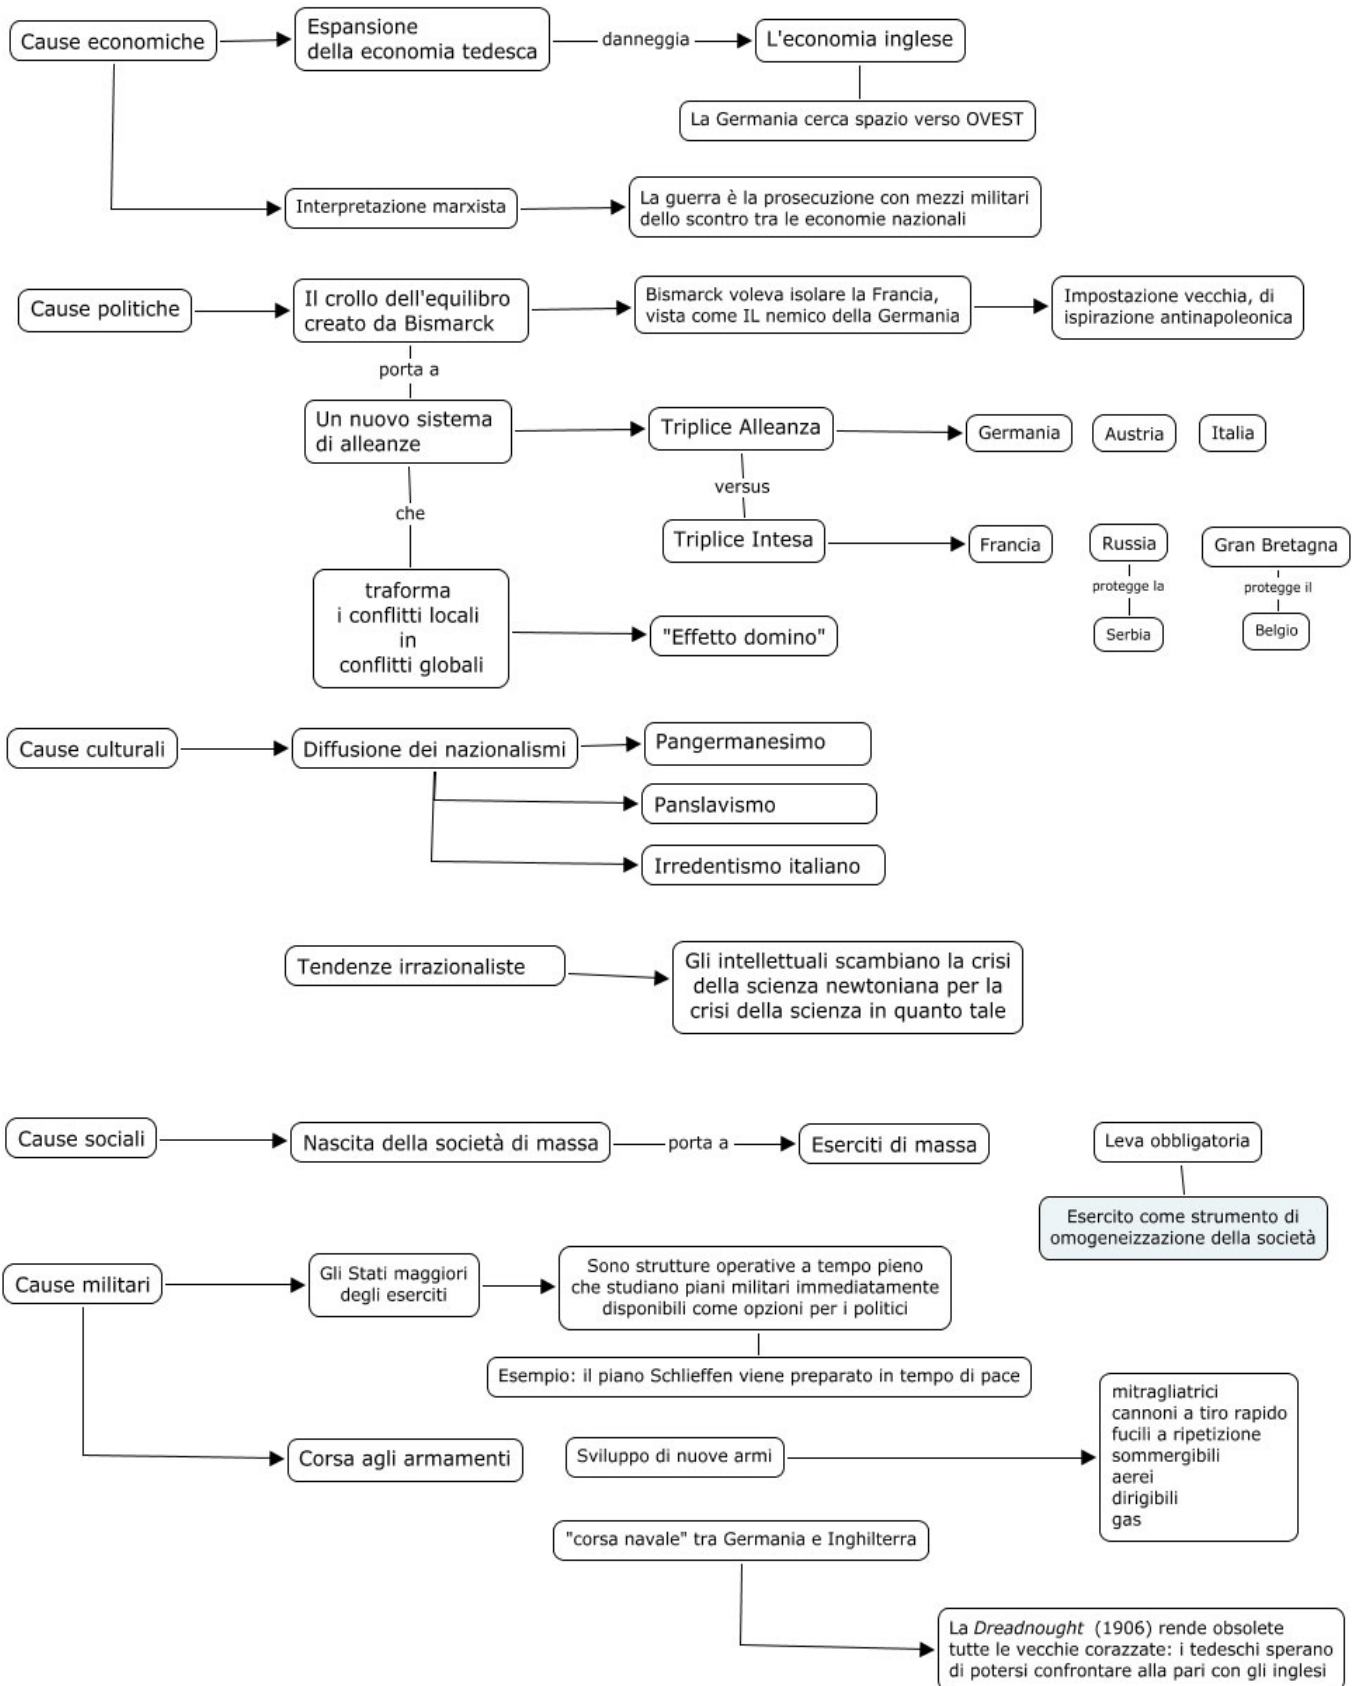 Cause economiche
Espansione
della economia tedesca
danneggia
L'economia inglese
La Germania cerca spazio verso OVEST
Interpretazione marxista
La guerra è la prosecuzione con mezzi militari
dello scontro tra le economie nazionali
Cause politiche
Il crollo dell'equilibro
creato da Bismarck
Bismarck voleva isolare la Francia,
vista come IL nemico della Germania
Impostazione vecchia, di
ispirazione antinapoleonica
porta a
Un nuovo sistema
di alleanze
Triplice Alleanza
Germania
Austria
Italia
versus
che
Triplice Intesa
Francia
Russia
Gran Bretagna
protegge la
protegge il
Serbia
Belgio
traforma
i conflitti locali
in
conflitti globali
"Effetto domino"
Cause culturali
Diffusione dei nazionalismi
Pangermanesimo
Panslavismo
Irredentismo italiano
Tendenze irrazionaliste
Gli intellettuali scambiano la crisi
della scienza newtoniana per la
crisi della scienza in quanto tale
Cause sociali
Nascita della società di massa
porta a
Eserciti di massa
Leva obbligatoria
Esercito come strumento di
omogeneizzazione della società
Cause militari
Gli Stati maggiori
degli eserciti
Sono strutture operative a tempo pieno
che studiano piani militari immediatamente
disponibili come opzioni per i politici
Esempio: il piano Schlieffen viene preparato in tempo di pace
Corsa agli armamenti
Sviluppo di nuove armi
mitragliatrici
cannoni a tiro rapido
fucili a ripetizione
sommergibili
aerei
dirigibili
gas
"corsa navale" tra Germania e Inghilterra
La Dreadnought (1906) rende obsolete
tutte le vecchie corazzate: i tedeschi sperano
di potersi confrontare alla pari con gli inglesi